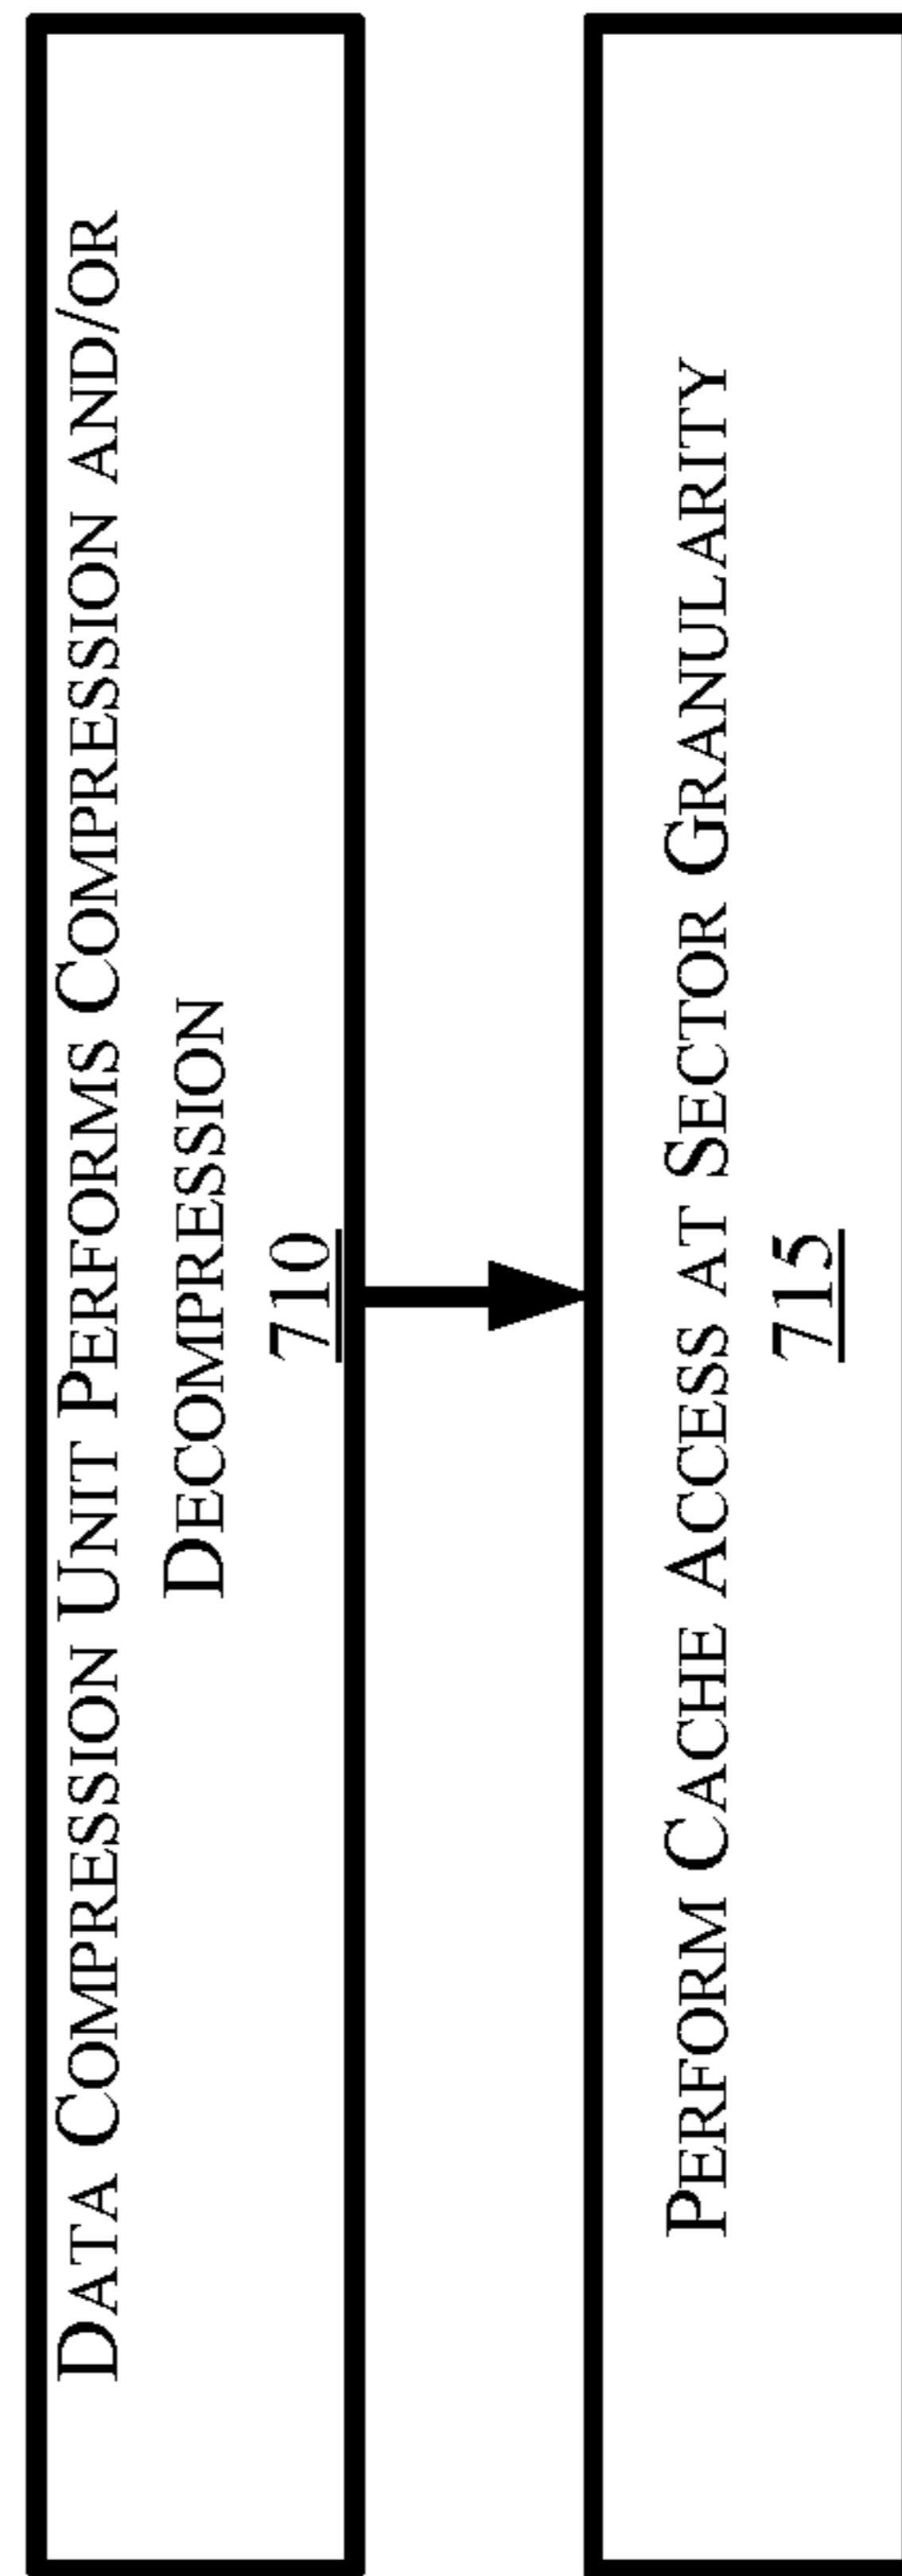 DATA COMPRESSION UNIT PERFORMS COMPRESSION AND/OR
DECOMPRESSION
710
PERFORM CACHE ACCESS AT SECTOR GRANULARITY
715